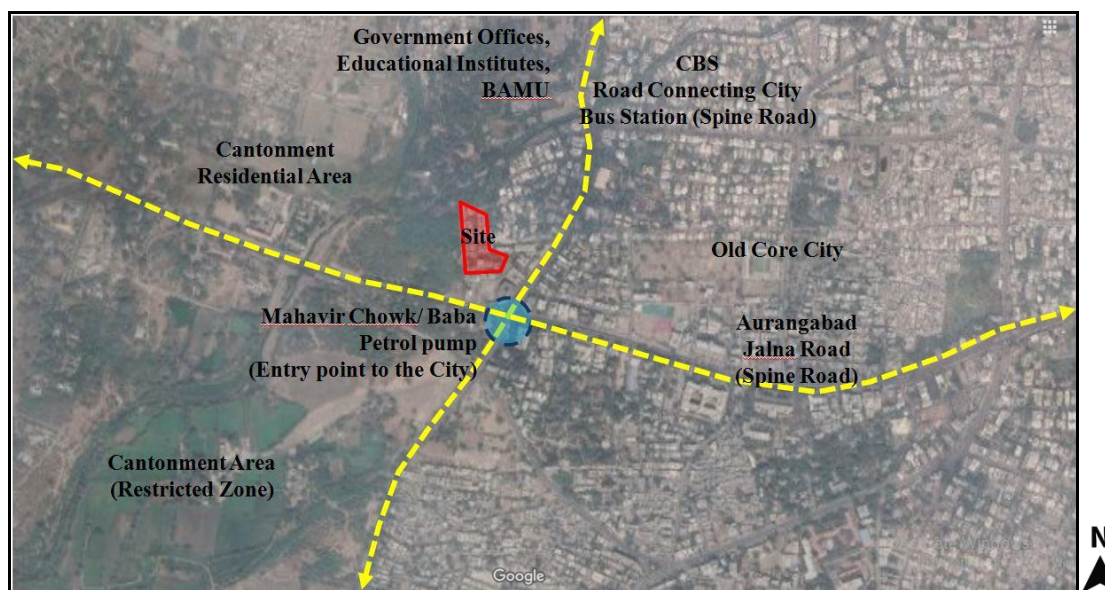 Government Offices,
Educational Institutes,
BAMU
CBS
Road Connecting City
Bus Station (Spine Road)
Cantonment
Residential Area
Site
Old Core City
Mahavir Chowk/ Baba
Petrol pump
(Entry point to the City)
Aurangabad
Jalna Road
(Spine Road)
Cantonment Area
(Restricted Zone)
Google
N